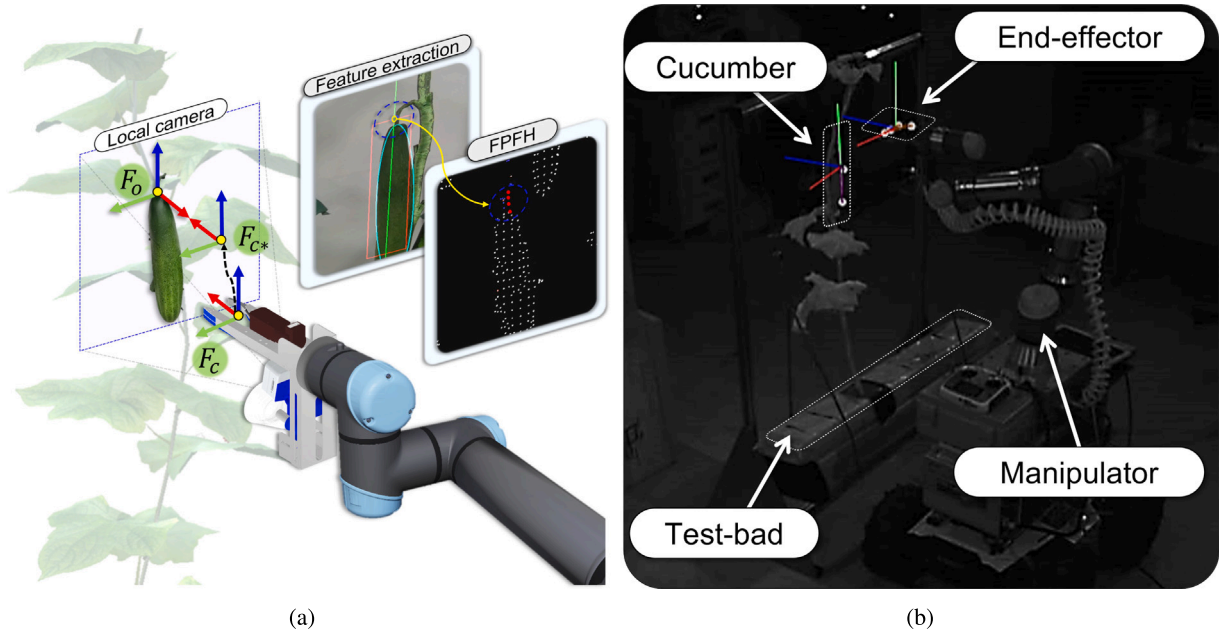 Feature extraction
Local camera
FPFH
F_o
F_c*
F_c
(a)
End-effector
Cucumber
Manipulator
Test-bad
(b)